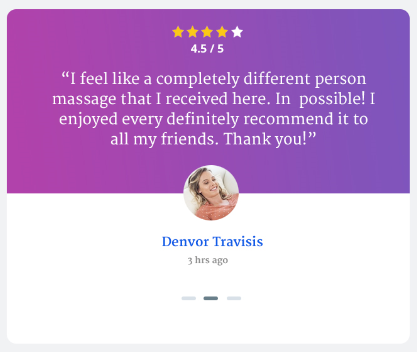 4.5 / 5
“I feel like a completely different person
massage that I received here. In possible! I
enjoyed every definitely recommend it to
all my friends. Thank you!”
Denvor Travisis
3 hrs ago